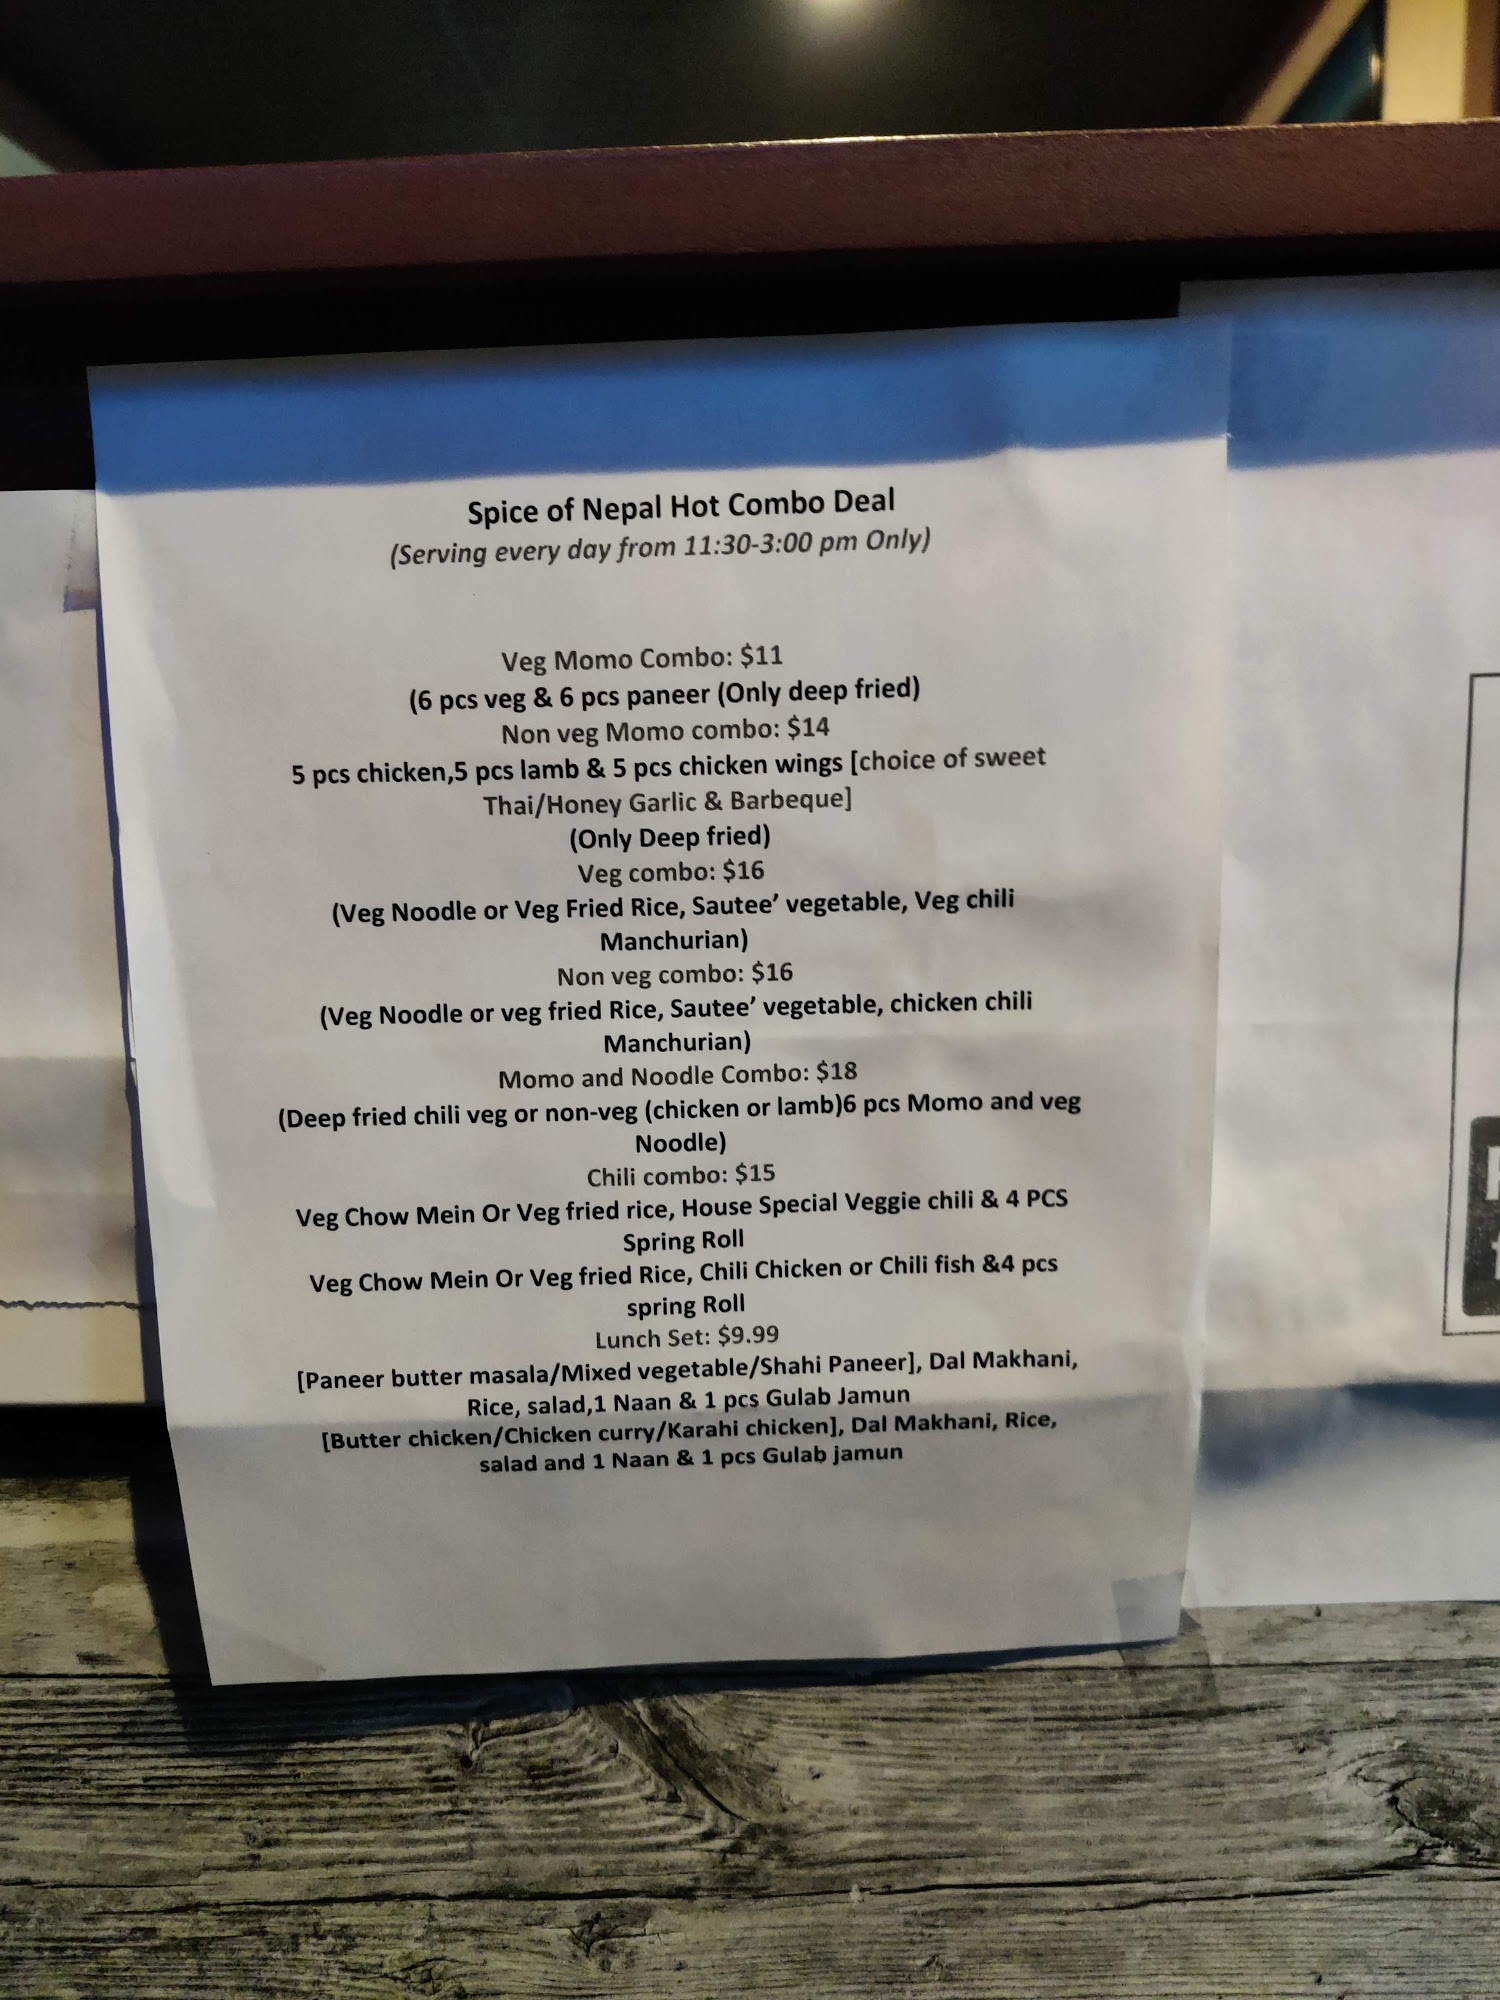 Spice of Nepal Hot Combo Deal
(Serving every day from 11:30-3:00 pm Only)
Veg Momo Combo: $11
(6 pcs veg & 6 pcs paneer (Only deep fried)
Non veg Momo combo: $14
5 pcs chicken,5 pcs lamb & 5 pcs chicken wings [choice of sweet
Thai/Honey Garlic & Barbeque]
(Only Deep fried)
Veg combo: $16
(Veg Noodle or Veg Fried Rice, Sautee’ vegetable, Veg chili
Manchurian)
Non veg combo: $16
(Veg Noodle or veg fried Rice, Sautee’ vegetable, chicken chili
Manchurian)
Momo and Noodle Combo: $18
(Deep fried chili veg or non-veg (chicken or lamb)6 pcs Momo and veg
Noodle)
Chili combo: $15
Veg Chow Mein Or Veg fried rice, House Special Veggie chili & 4 PCS
Spring Roll
Veg Chow Mein Or Veg fried Rice, Chili Chicken or Chili fish &4 pcs
spring Roll
Lunch Set: $9.99
[Paneer butter masala/Mixed vegetable/Shahi Paneer], Dal Makhani,
Rice, salad,1 Naan & 1 pcs Gulab Jamun
[Butter chicken/Chicken curry/Karahi chicken], Dal Makhani, Rice,
salad and 1 Naan & 1 pcs Gulab jamun